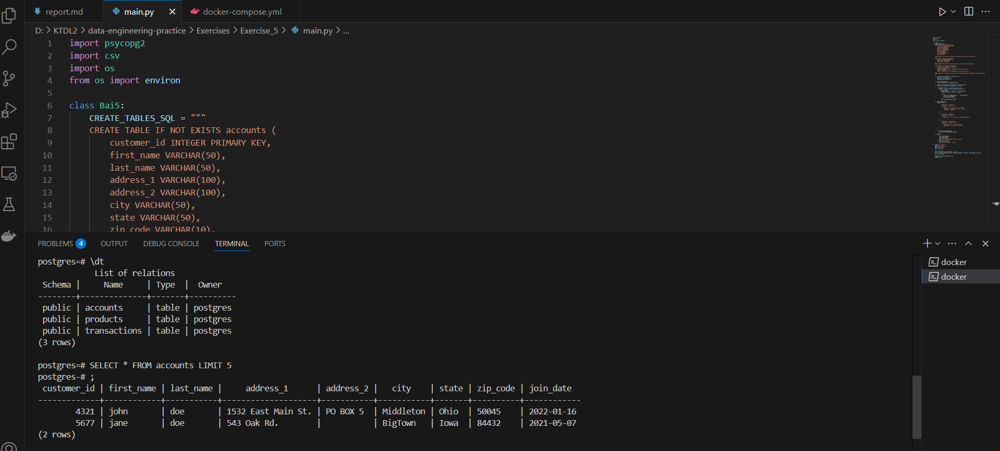 report.md
main.py
docker-compose.yml
D: > KTDL2 > data-engineering-practice > Exercises > Exercise_5 > main.py > ...
1 import psycopg2
2 import csv
3 import os
4 from os import environ
5
6 class Bai5:
7 CREATE_TABLES_SQL = """
8 CREATE TABLE IF NOT EXISTS accounts (
9 customer_id INTEGER PRIMARY KEY,
10 first_name VARCHAR(50),
11 last_name VARCHAR(50),
12 address_1 VARCHAR(100),
13 address_2 VARCHAR(100),
14 city VARCHAR(50),
15 state VARCHAR(50),
16 zip_code VARCHAR(10),
PROBLEMS 4 OUTPUT DEBUG CONSOLE TERMINAL PORTS
postgres=# \dt
List of relations
Schema | Name | Type | Owner
--------+--------------+-------+----------
public | accounts | table | postgres
public | products | table | postgres
public | transactions | table | postgres
(3 rows)
postgres=# SELECT * FROM accounts LIMIT 5
postgres-# ;
customer_id | first_name | last_name | address_1 | address_2 | city | state | zip_code | join_date
-------------+------------+-----------+--------------------+-----------+-----------+-------+----------+------------
4321 | john | doe | 1532 East Main St. | PO BOX 5 | Middleton | Ohio | 50045 | 2022-01-16
5677 | jane | doe | 543 Oak Rd. | | BigTown | Iowa | 84432 | 2021-05-07
(2 rows)
docker
docker